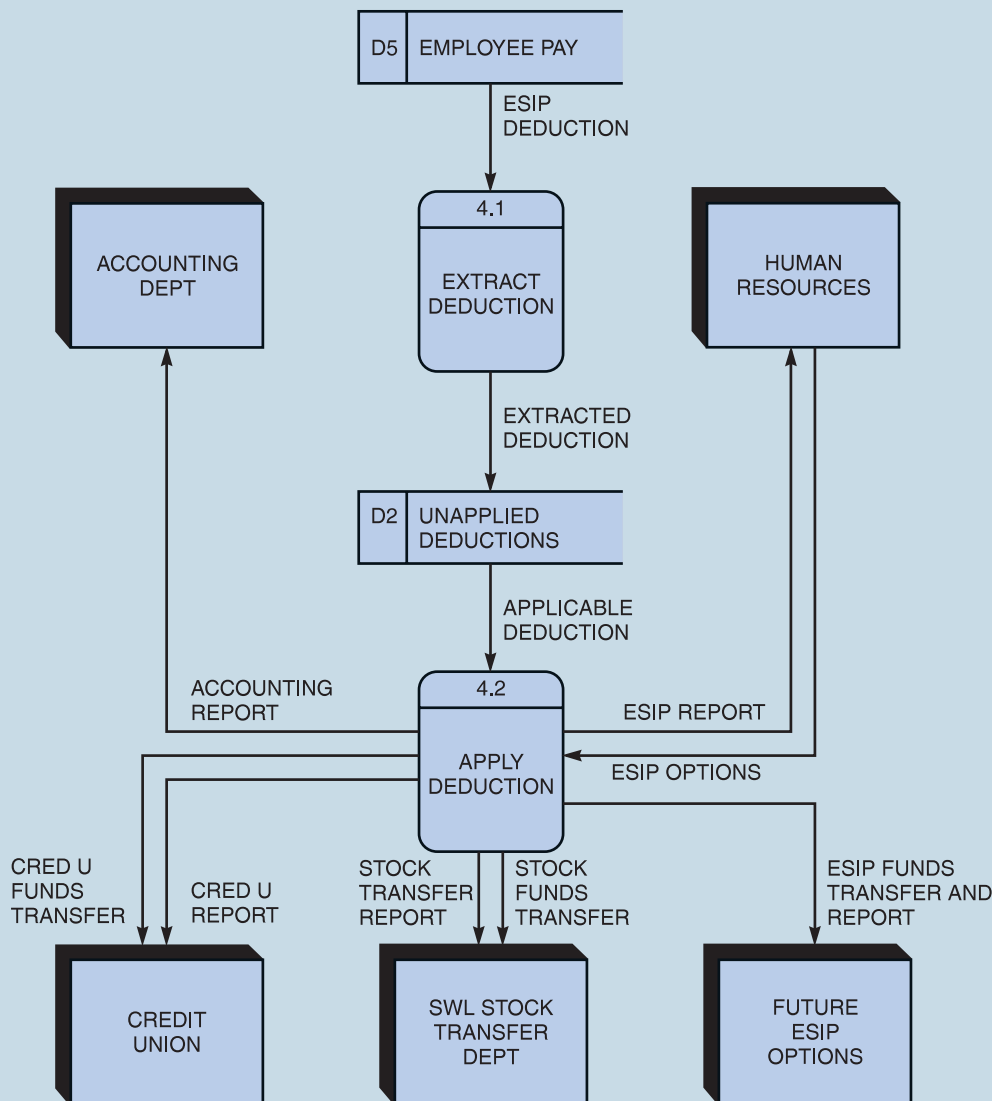 D5 EMPLOYEE PAY
ESIP
DEDUCTION
4.1
EXTRACT
DEDUCTION
ACCOUNTING
DEPT
HUMAN
RESOURCES
EXTRACTED
DEDUCTION
D2 UNAPPLIED
DEDUCTIONS
APPLICABLE
DEDUCTION
4.2
APPLY
DEDUCTION
ACCOUNTING
REPORT
ESIP REPORT
ESIP OPTIONS
CRED U
FUNDS
TRANSFER
CRED U
REPORT
STOCK
TRANSFER
REPORT
STOCK
FUNDS
TRANSFER
ESIP FUNDS
TRANSFER AND
REPORT
CREDIT
UNION
SWL STOCK
TRANSFER
DEPT
FUTURE
ESIP
OPTIONS